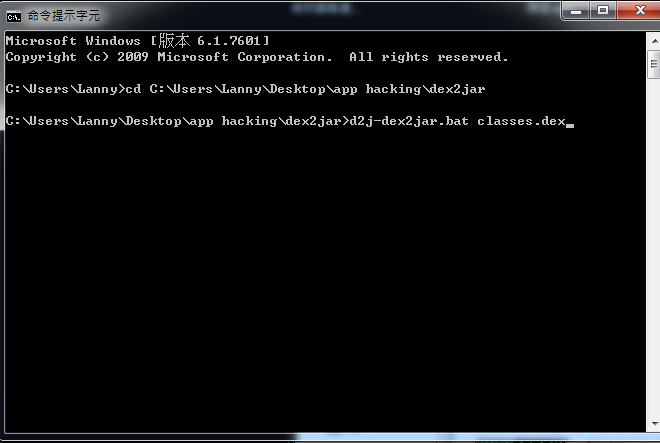 命令提示字元
Microsoft Windows [版本 6.1.7601]
Copyright (c) 2009 Microsoft Corporation.  All rights reserved.
C:\Users\Lanny>cd C:\Users\Lanny\Desktop\app hacking\dex2jar
C:\Users\Lanny\Desktop\app hacking\dex2jar>d2j-dex2jar.bat classes.dex